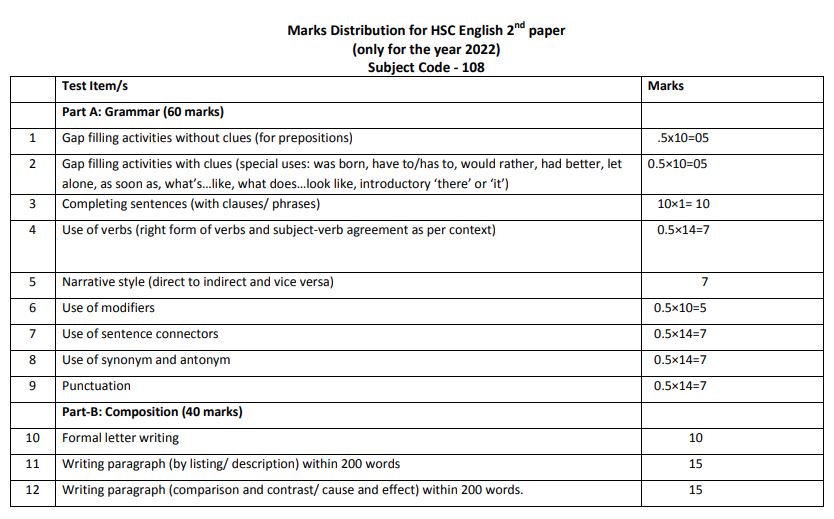 Marks Distribution for HSC English 2nd paper
(only for the year 2022)
Subject Code - 108
Test Item/s Marks
Part A: Grammar (60 marks)
1 Gap filling activities without clues (for prepositions) .5x10=05
2 Gap filling activities with clues (special uses: was born, have to/has to, would rather, had better, let 0.5×10=05
alone, as soon as, what's...like, what does...look like, introductory 'there' or 'it')
3 Completing sentences (with clauses/ phrases) 10×1= 10
4 Use of verbs (right form of verbs and subject-verb agreement as per context) 0.5×14=7
5 Narrative style (direct to indirect and vice versa) 7
6 Use of modifiers 0.5×10=5
7 Use of sentence connectors 0.5×14=7
8 Use of synonym and antonym 0.5×14=7
9 Punctuation 0.5×14=7
Part-B: Composition (40 marks)
10 Formal letter writing 10
11 Writing paragraph (by listing/ description) within 200 words 15
12 Writing paragraph (comparison and contrast/ cause and effect) within 200 words. 15